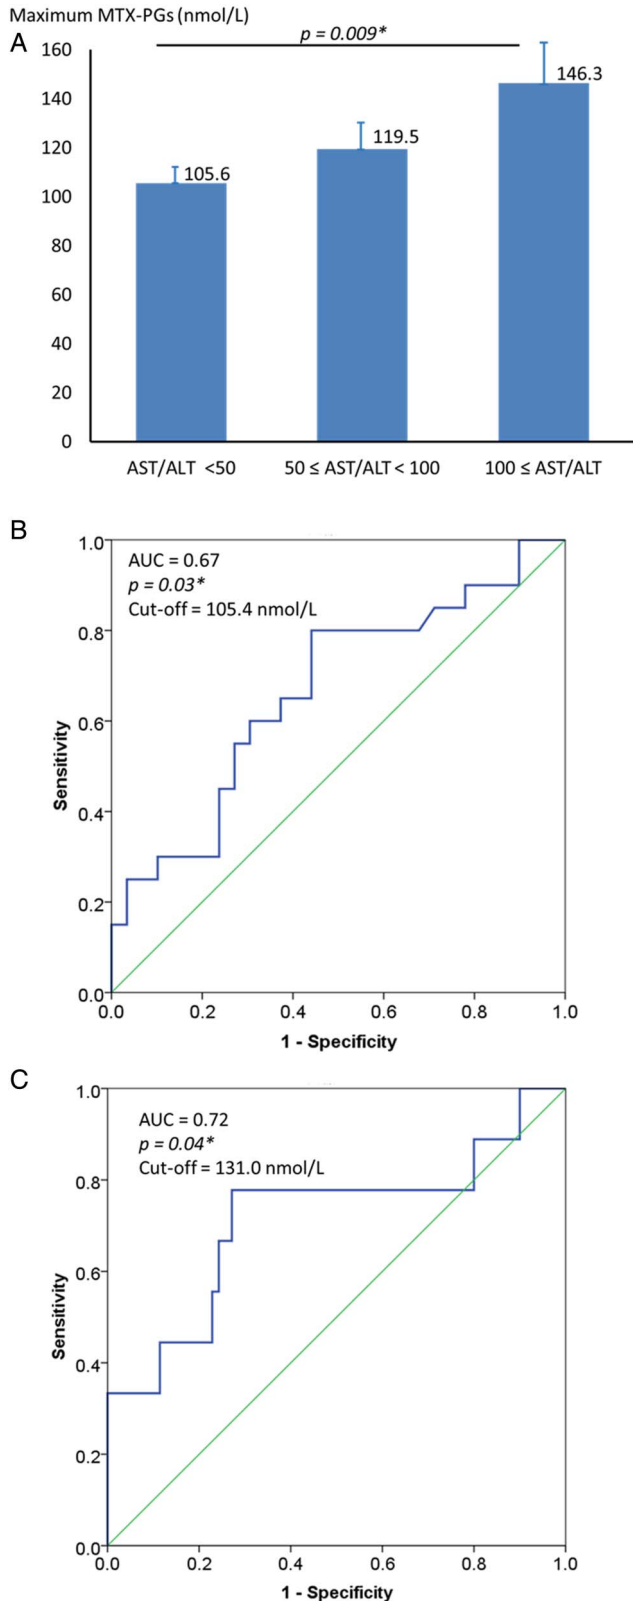 Maximum MTX-PGs (nmol/L)
A
p = 0.009*
160
140
120
100
80
60
40
20
0
105.6
119.5
146.3
AST/ALT <50
50 ≤ AST/ALT < 100
100 ≤ AST/ALT
B
AUC = 0.67
p = 0.03*
Cut-off = 105.4 nmol/L
Sensitivity
1.0
0.8
0.6
0.4
0.2
0.0
0.0 0.2 0.4 0.6 0.8 1.0
1 - Specificity
C
AUC = 0.72
p = 0.04*
Cut-off = 131.0 nmol/L
Sensitivity
1.0
0.8
0.6
0.4
0.2
0.0
0.0 0.2 0.4 0.6 0.8 1.0
1 - Specificity